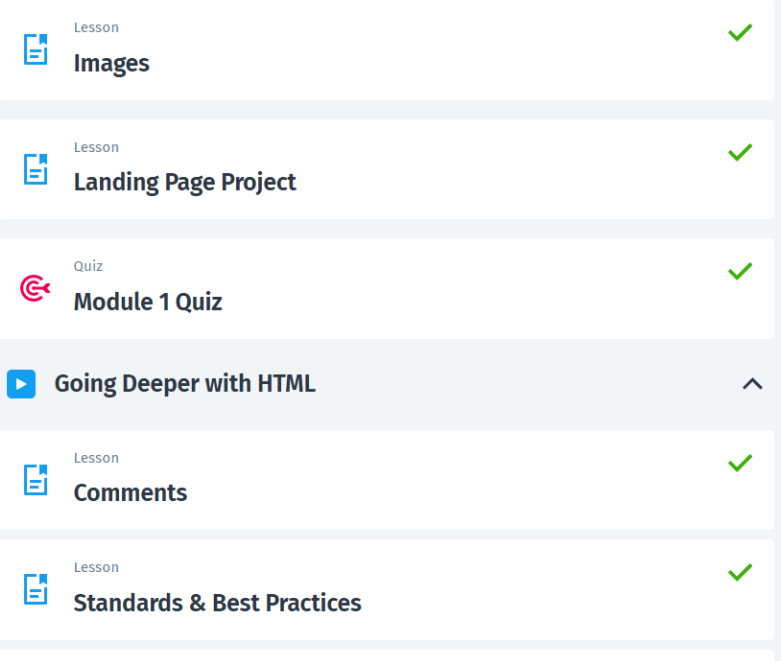 Lesson
Images
Lesson
Landing Page Project
Quiz
Module 1 Quiz
Going Deeper with HTML
Lesson
Comments
Lesson
Standards & Best Practices